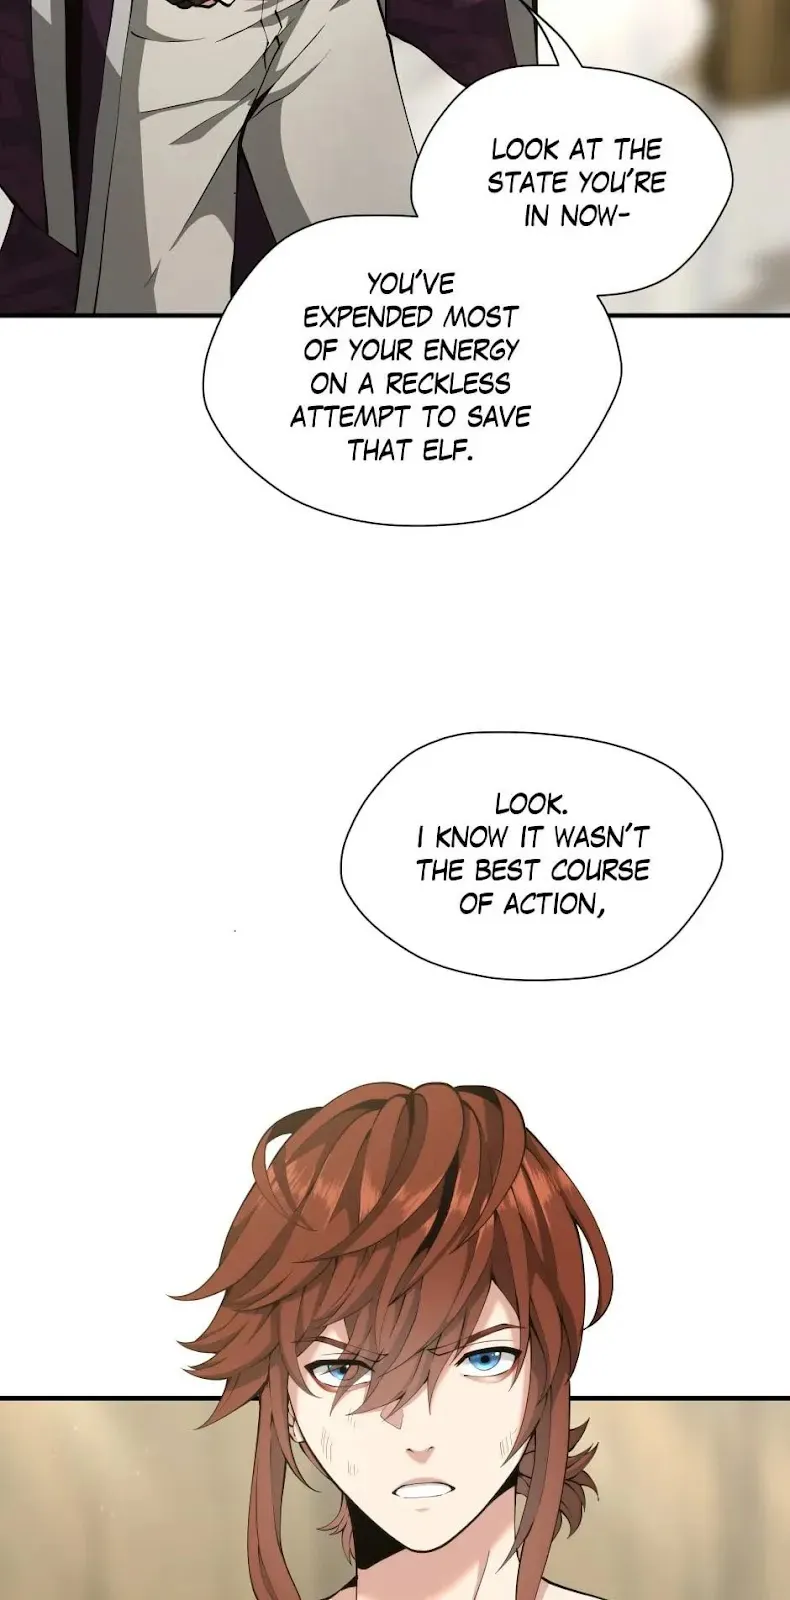 LOOK AT THE
STATE YOU'RE
IN NOW-
YOU'VE
EXPENDED MOST
OF YOUR ENERGY
ON A RECKLESS
ATTEMPT TO SAVE
THAT ELF.
LOOK.
I KNOW IT WASN'T
THE BEST COURSE
OF ACTION,